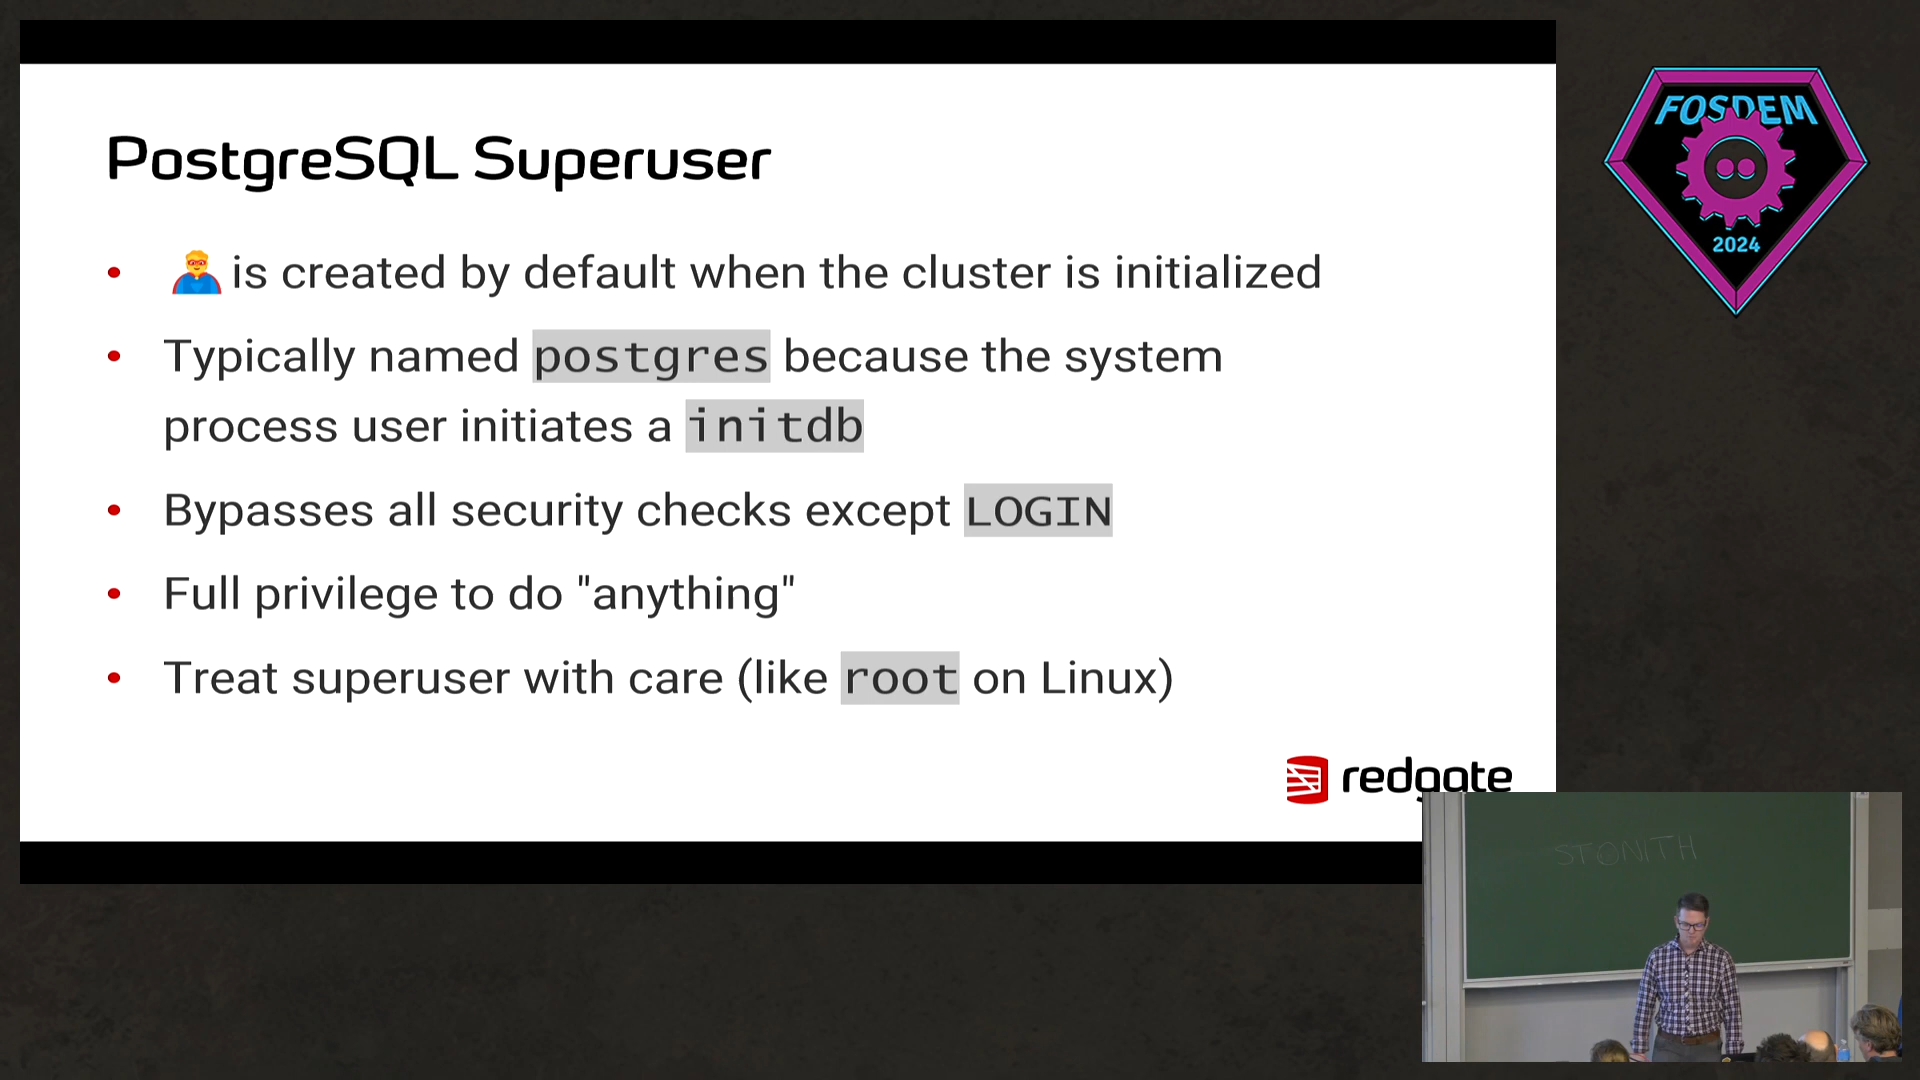 PostgreSQL Superuser
is created by default when the cluster is initialized
Typically named postgres because the system
process user initiates a initdb
Bypasses all security checks except LOGIN
Full privilege to do "anything"
Treat superuser with care (like root on Linux)
redgate
FOSDEM
2024
STONITH